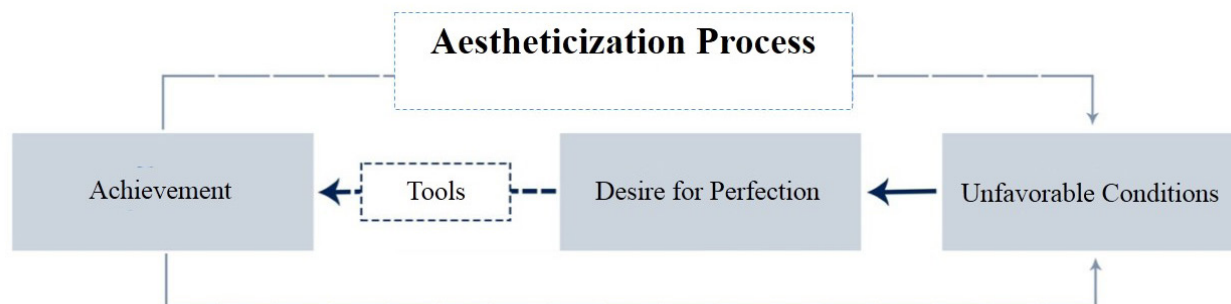 Aestheticization Process
Achievement
Tools
Desire for Perfection
Unfavorable Conditions